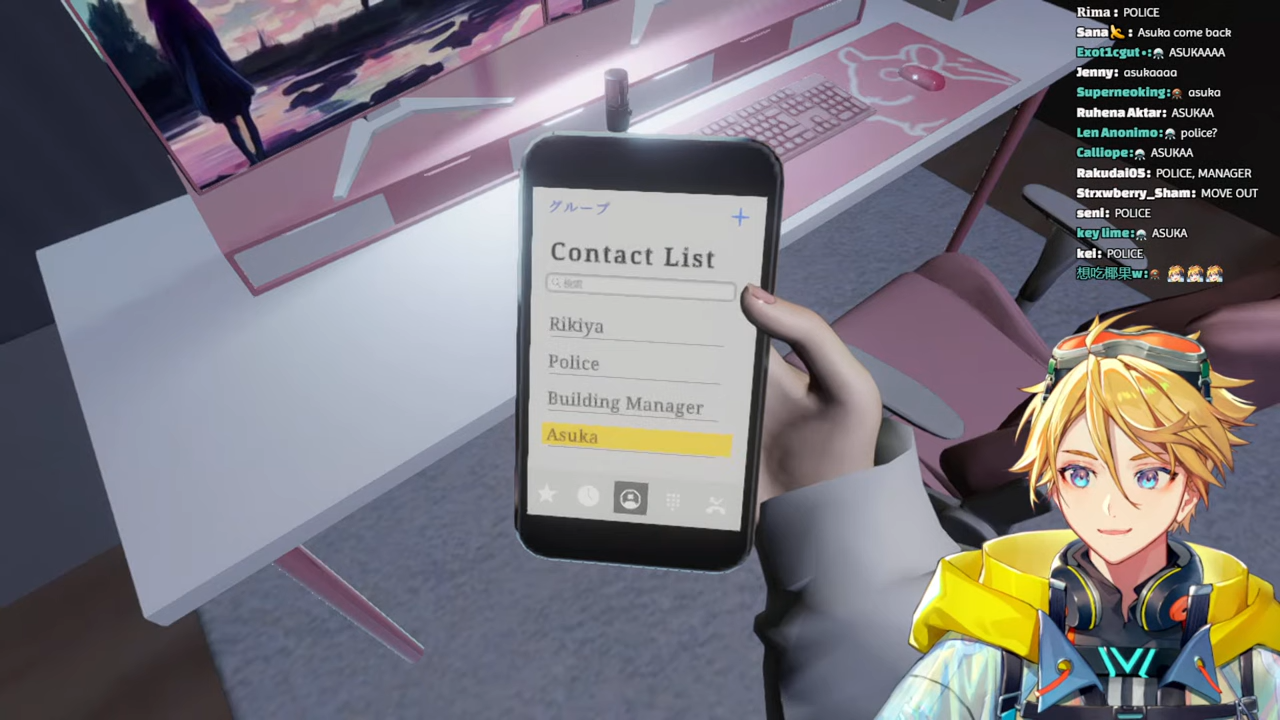 グループ
+
Contact List
検索
Rikiya
Police
Building Manager
Asuka
Rima : POLICE
Sana : Asuka come back
Exot1cgut : ASUKAAAA
Jenny: asukaaaa
Superneoking: asuka
Ruhena Aktar: ASUKAA
Len Anonimo: police?
Calliope: ASUKAA
Rakudai05: POLICE, MANAGER
Strxwberry_Sham: MOVE OUT
seni: POLICE
key lime: ASUKA
kei: POLICE
想吃椰果w: